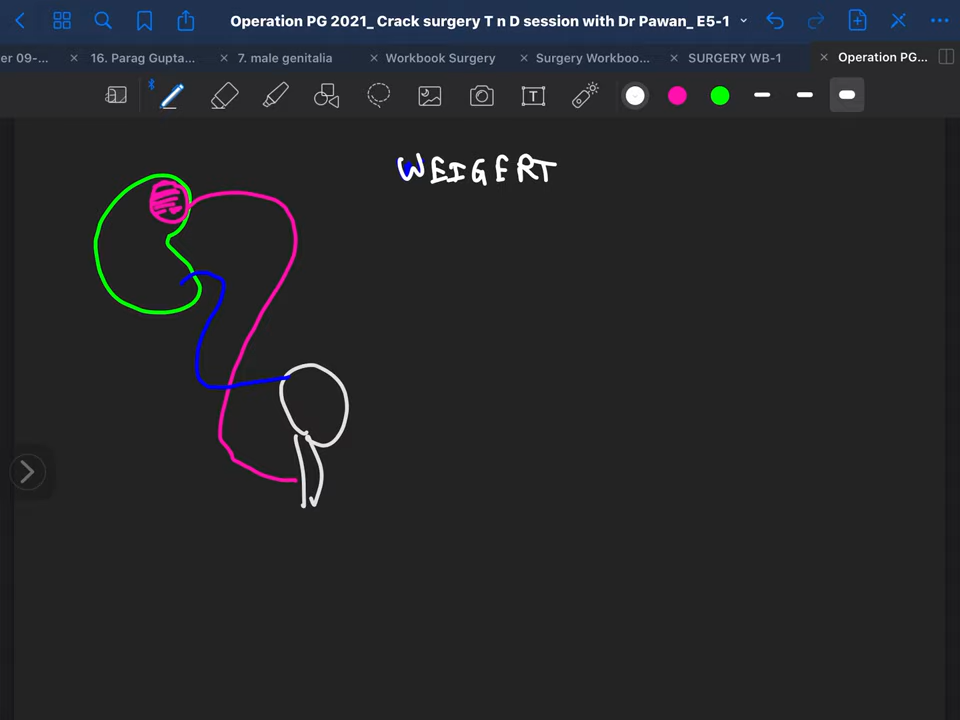 Operation PG 2021_ Crack surgery T n D session with Dr Pawan_ E5-1
er 09-... 16. Parag Gupta... 7. male genitalia Workbook Surgery Surgery Workboo... SURGERY WB-1 Operation PG...
T
WEIGERT